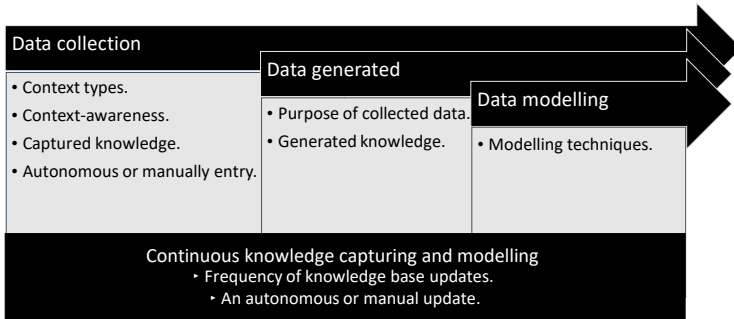 Data collection
• Context types.
• Context-awareness.
• Captured knowledge.
• Autonomous or manually entry.
Data generated
• Purpose of collected data.
• Generated knowledge.
Data modelling
• Modelling techniques.
Continuous knowledge capturing and modelling
‣ Frequency of knowledge base updates.
‣ An autonomous or manual update.